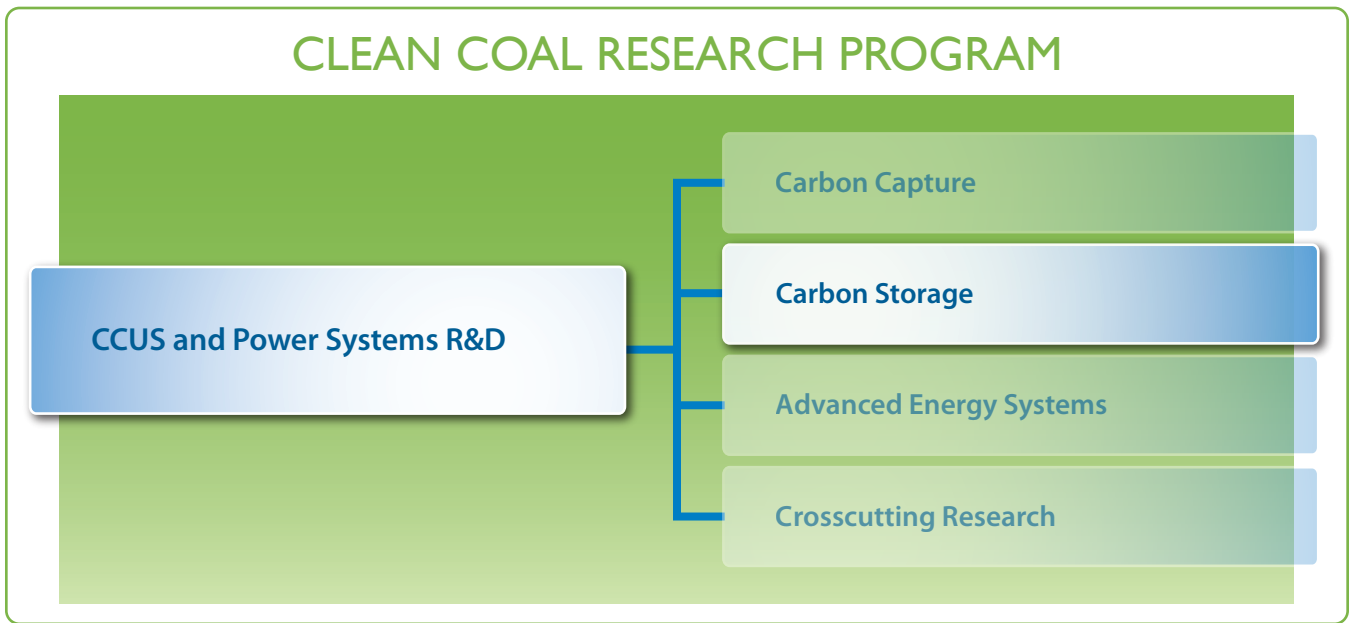 CLEAN COAL RESEARCH PROGRAM
CCUS and Power Systems R&D
Carbon Capture
Carbon Storage
Advanced Energy Systems
Crosscutting Research